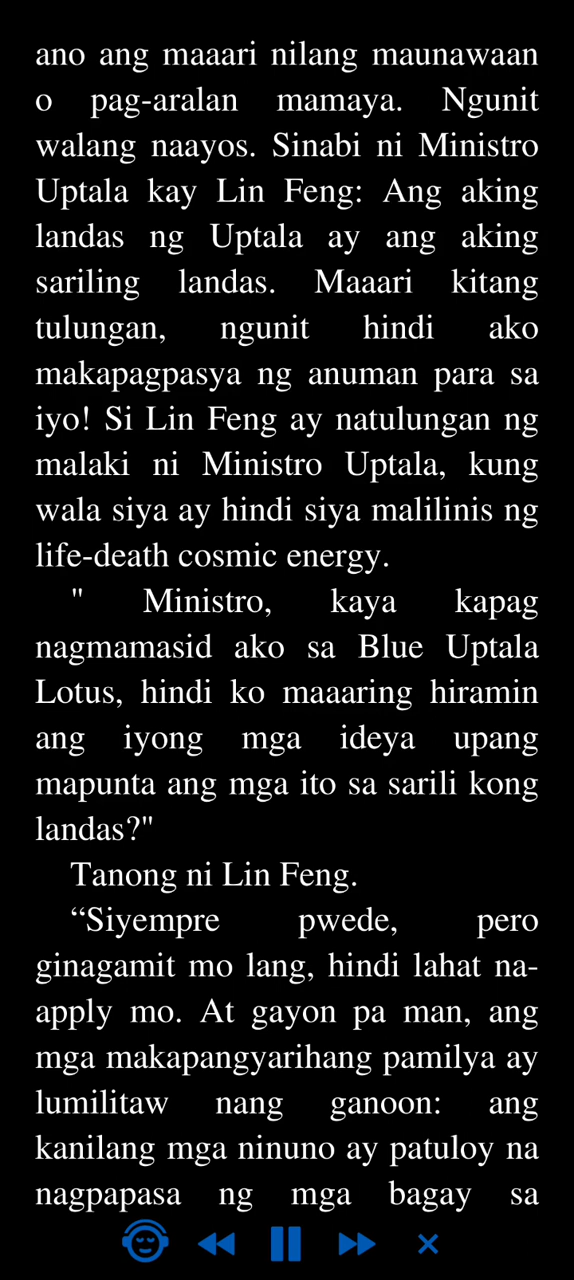 ano ang maaari nilang maunawaan
o pag-aralan mamaya. Ngunit
walang naayos. Sinabi ni Ministro
Uptala kay Lin Feng: Ang aking
landas ng Uptala ay ang aking
sariling landas. Maaari kitang
tulungan, ngunit hindi ako
makapagpasya ng anuman para sa
iyo! Si Lin Feng ay natulungan ng
malaki ni Ministro Uptala, kung
wala siya ay hindi siya malilinis ng
life-death cosmic energy.
" Ministro, kaya kapag
nagmamasid ako sa Blue Uptala
Lotus, hindi ko maaaring hiramin
ang iyong mga ideya upang
mapunta ang mga ito sa sarili kong
landas?"
Tanong ni Lin Feng.
“Siyempre pwede, pero
ginagamit mo lang, hindi lahat na-
apply mo. At gayon pa man, ang
mga makapangyarihang pamilya ay
lumilitaw nang ganoon: ang
kanilang mga ninuno ay patuloy na
nagpapasa ng mga bagay sa